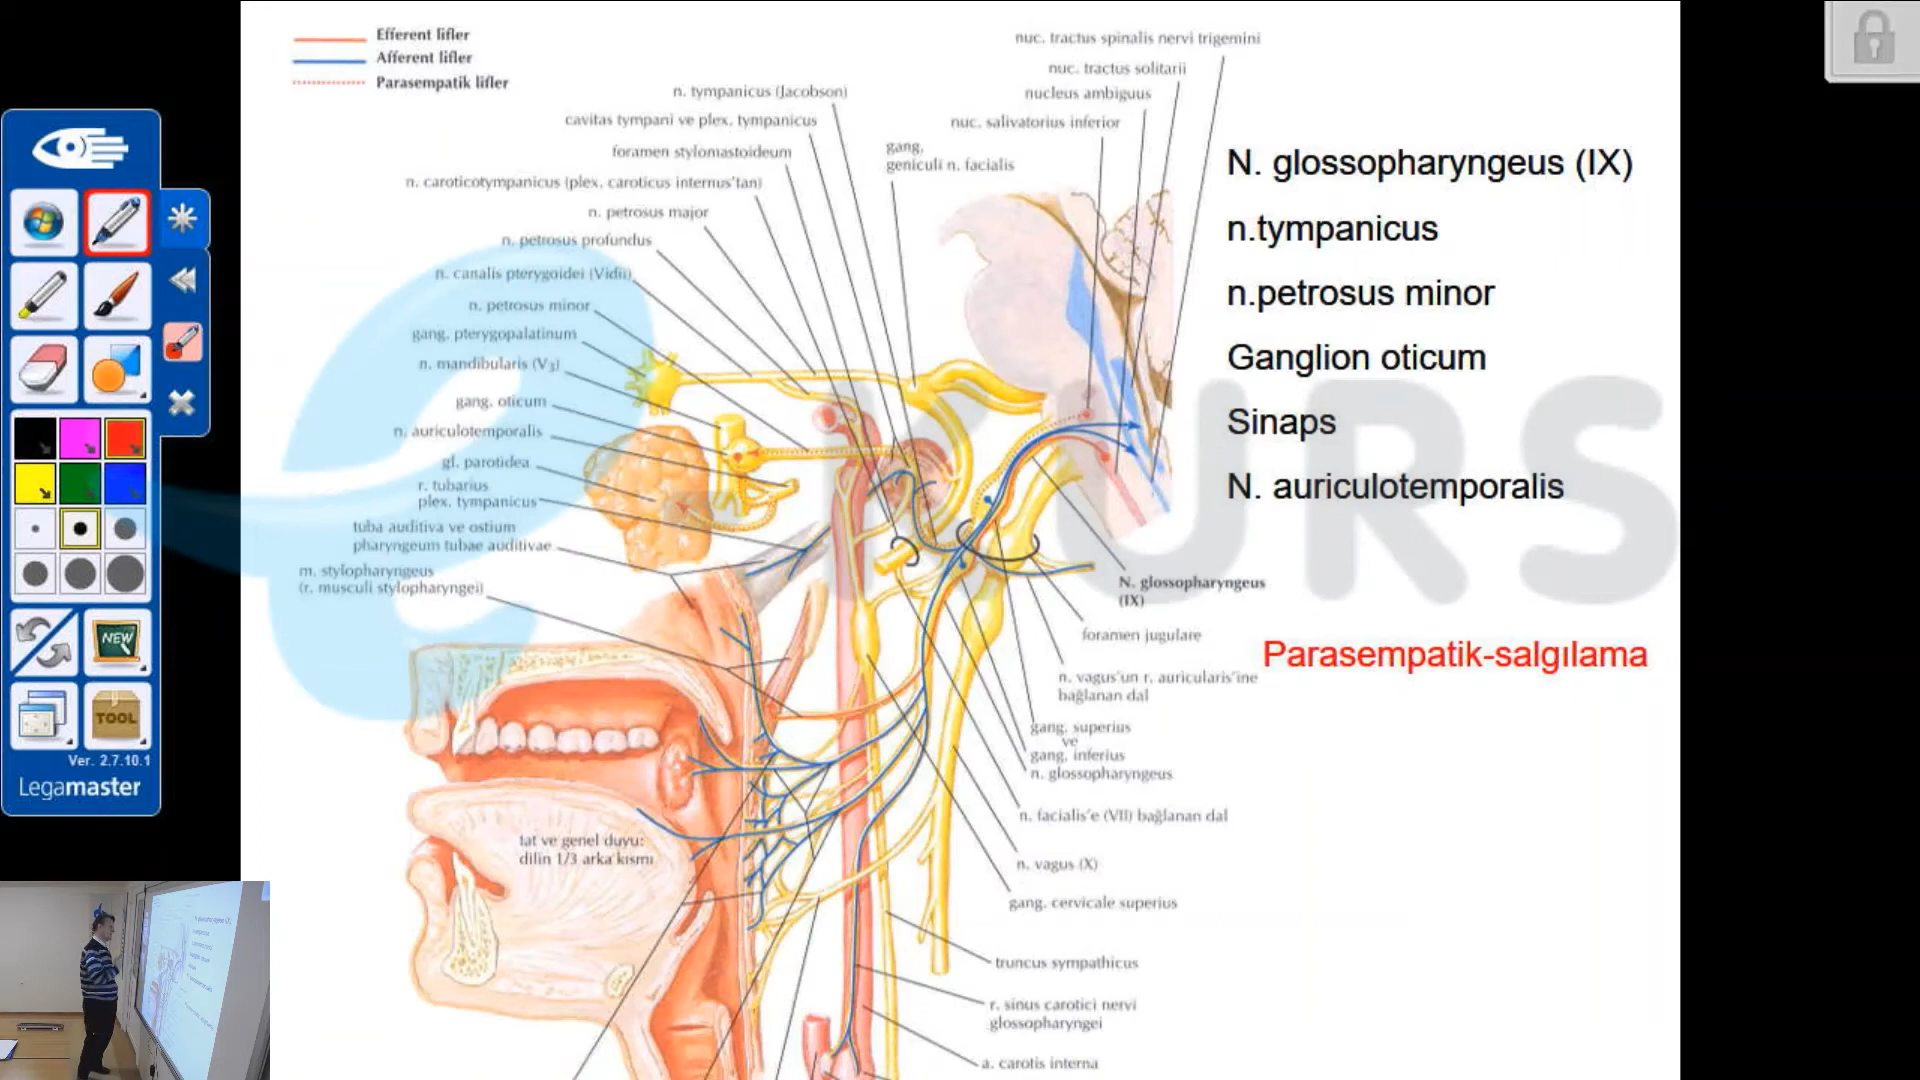 Efferent lifler
Afferent lifler
Parasempatik lifler
nuc. tractus spinalis nervi trigemini
nuc. tractus solitarii
nucleus ambiguus
nuc. salivatorius inferior
n. tympanicus (Jacobson)
cavitas tympani ve plex. tympanicus
foramen stylomastoideum
n. caroticotympanicus (plex. caroticus internus'tan)
n. petrosus major
n. petrosus profundus
n. canalis pterygoidei (Vidii)
n. petrosus minor
gang. pterygopalatinum
n. mandibularis (V3)
gang. oticum
n. auriculotemporalis
gl. parotidea
r. tubarius
plex. tympanicus
tuba auditiva ve ostium
pharyngeum tubae auditivae
m. stylopharyngeus
(r. musculi stylopharyngei)
gang.
geniculi n. facialis
N. glossopharyngeus (IX)
n.tympanicus
n.petrosus minor
Ganglion oticum
Sinaps
N. auriculotemporalis
Parasempatik-salgılama
N. glossopharyngeus
(IX)
foramen jugulare
n. vagus'un r. auricularis'ine
bağlanan dal
gang. superius
ve
gang. inferius
n. glossopharyngeus
n. facialis'e (VII) bağlanan dal
n. vagus (X)
gang. cervicale superius
truncus sympathicus
r. sinus carotici nervi
glossopharyngei
a. carotis interna
tat ve genel duyu:
dilin 1/3 arka kısmı
e KURS
NEW
TOOL
Ver. 2.7.10.1
Legamaster